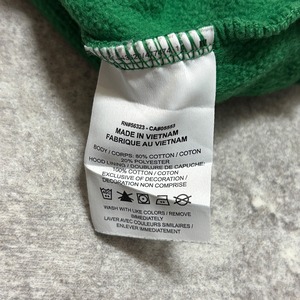 RN#56323 - CA#05553
MADE IN VIETNAM
FABRIQUE AU VIETNAM
BODY / CORPS: 80% COTTON / COTON
20% POLYESTER
HOOD LINING / DOUBLURE DE CAPUCHE:
100% COTTON / COTON
EXCLUSIVE OF DECORATION /
DECORATION NON COMPRISE
WASH WITH LIKE COLORS / REMOVE
IMMEDIATELY
LAVER AVEC COULEURS SIMILAIRES /
ENLEVER IMMEDIATEMENT